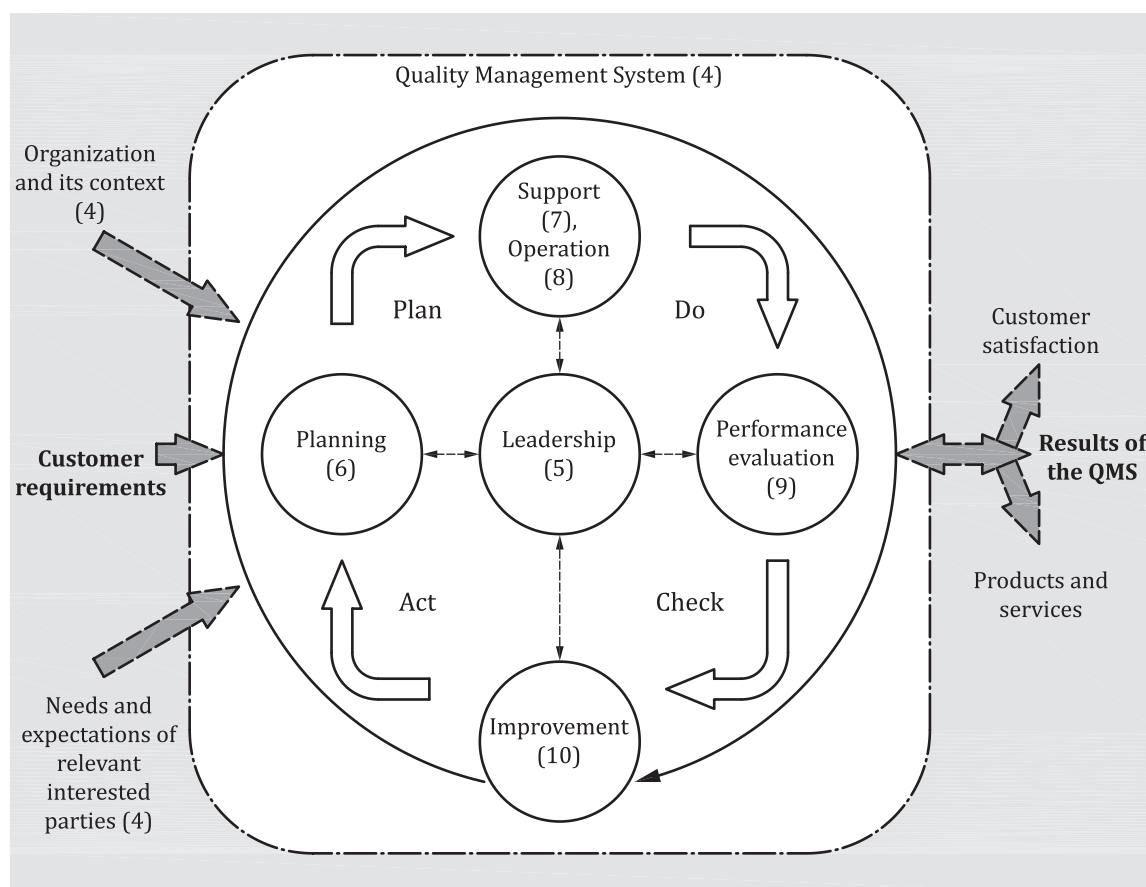 Quality Management System (4)
Organization
and its context
(4)
Support
(7),
Operation
(8)
Plan
Do
Customer
satisfaction
Customer
requirements
Planning
(6)
Leadership
(5)
Performance
evaluation
(9)
Results of
the QMS
Act
Check
Products and
services
Needs and
expectations of
relevant
interested
parties (4)
Improvement
(10)